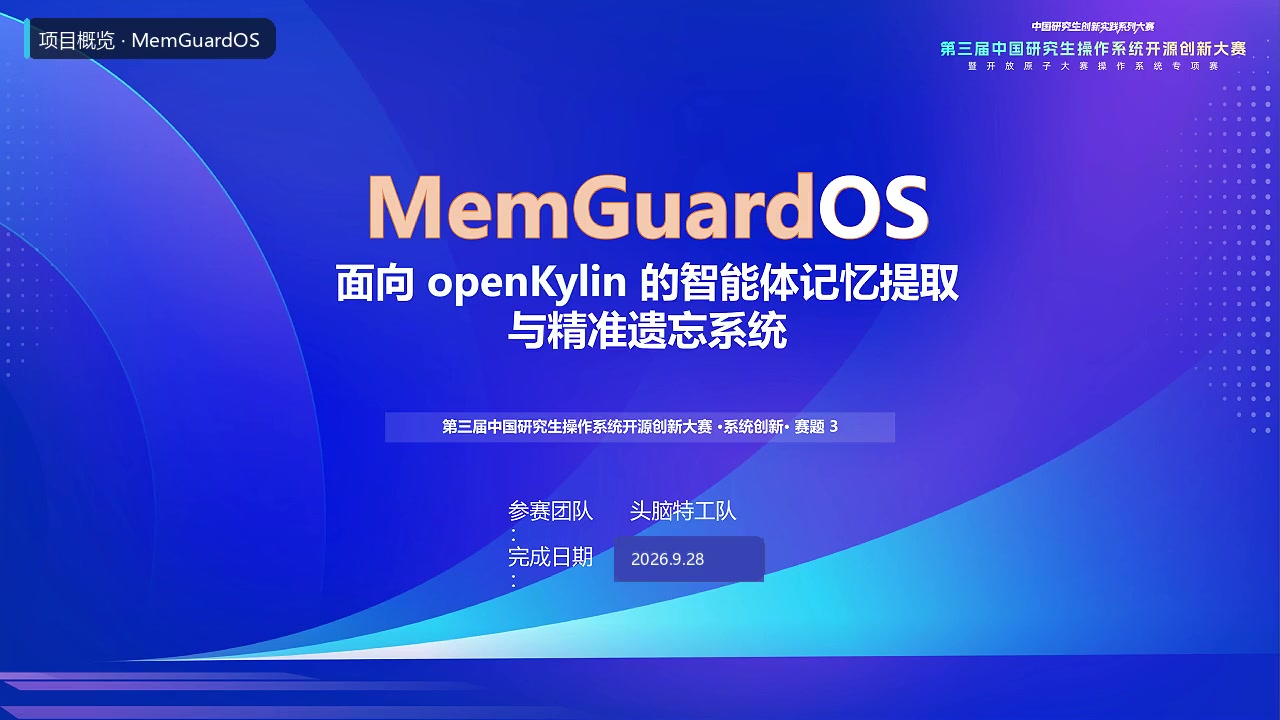 项目概览 · MemGuardOS
中国研究生创新实践系列大赛
第三届中国研究生操作系统开源创新大赛
暨开放原子大赛操作系统专项赛
MemGuardOS
面向 openKylin 的智能体记忆提取
与精准遗忘系统
第三届中国研究生操作系统开源创新大赛 •系统创新• 赛题 3
参赛团队： 头脑特工队
完成日期： 2026.9.28